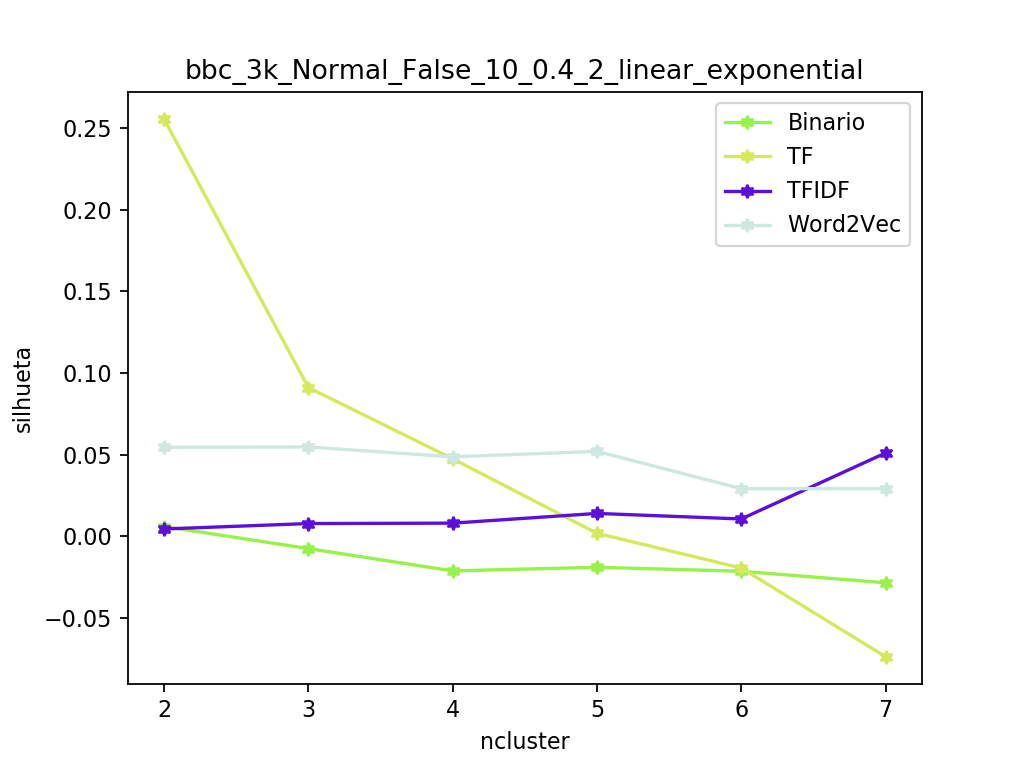 bbc_3k_Normal_False_10_0.4_2_linear_exponential
Binario
TF
TFIDF
Word2Vec
0.25
0.20
0.15
0.10
0.05
0.00
−0.05
silhueta
2 3 4 5 6 7
ncluster